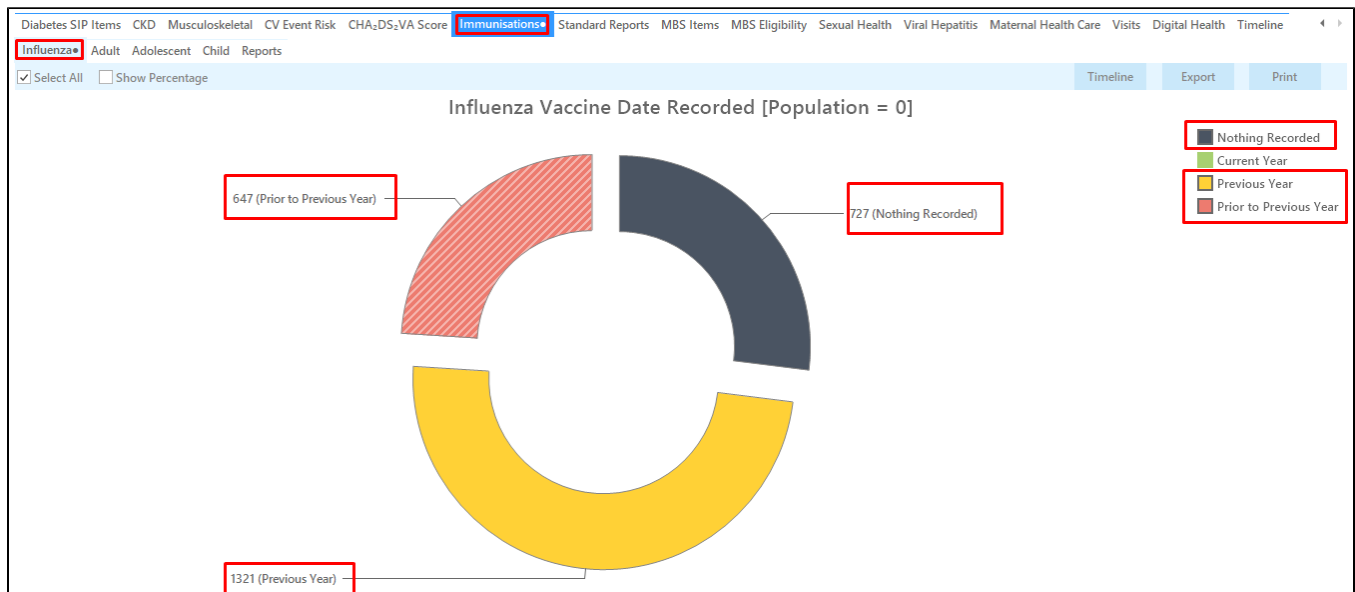 Diabetes SIP Items CKD Musculoskeletal CV Event Risk CHA₂DS₂VA Score Immunisations• Standard Reports MBS Items MBS Eligibility Sexual Health Viral Hepatitis Maternal Health Care Visits Digital Health Timeline
Influenza• Adult Adolescent Child Reports
Select All Show Percentage Timeline Export Print
Influenza Vaccine Date Recorded [Population = 0]
Nothing Recorded
Current Year
Previous Year
Prior to Previous Year
647 (Prior to Previous Year)
727 (Nothing Recorded)
1321 (Previous Year)